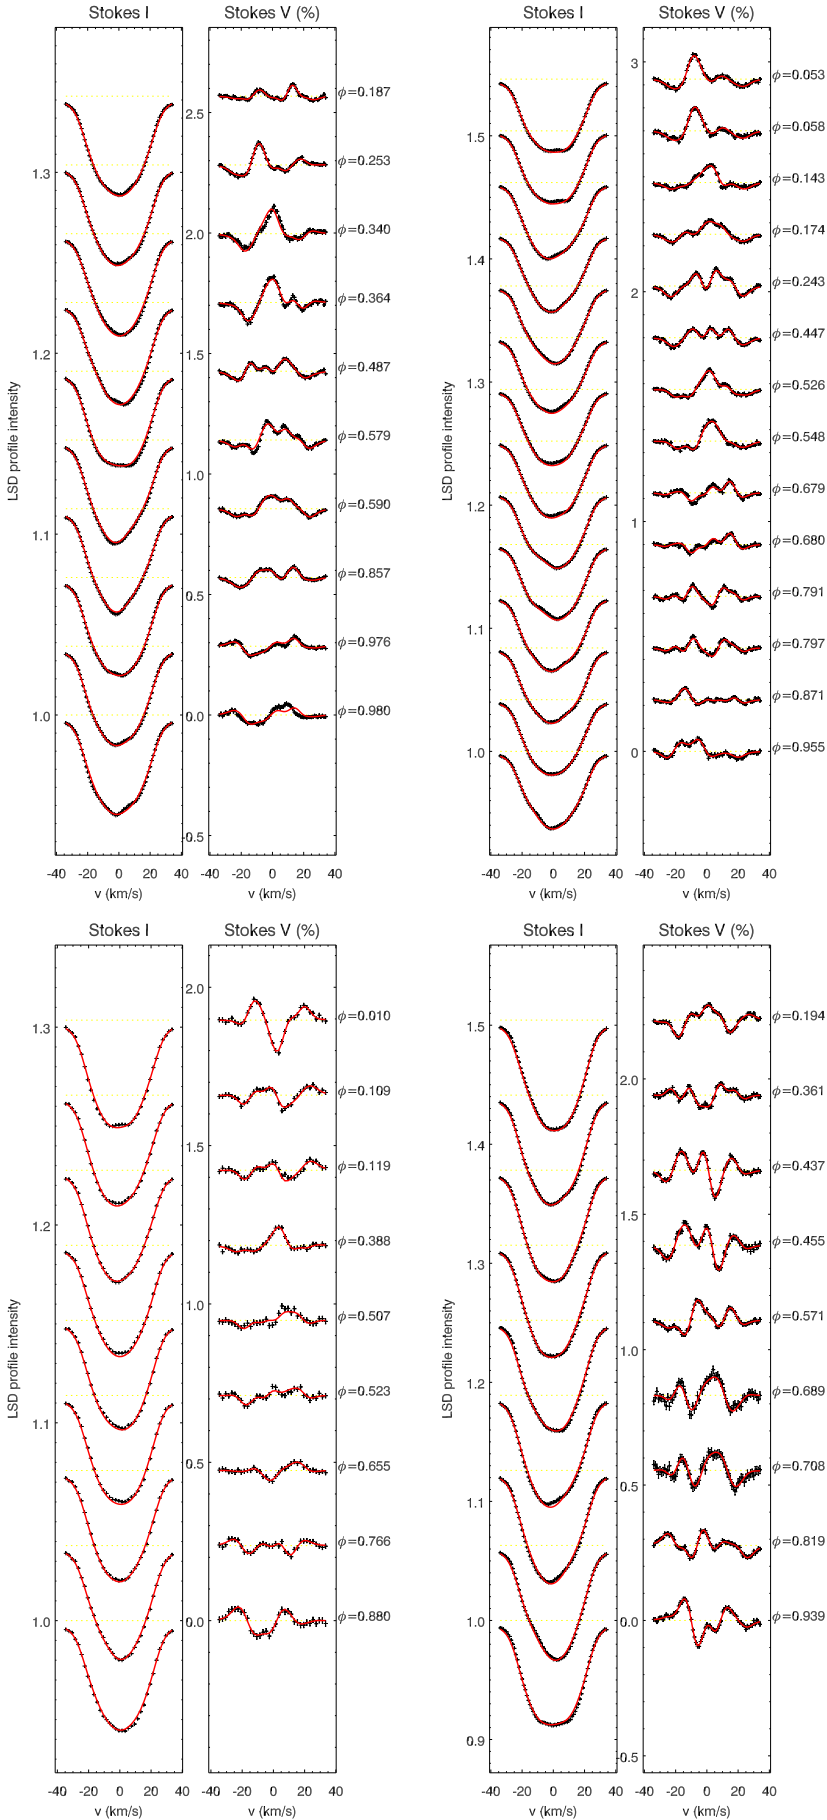 Stokes I
Stokes V (%)
LSD profile intensity
1.3
1.2
1.1
1.0
2.5
2.0
1.5
1.0
0.5
0.0
-0.5
ϕ=0.187
ϕ=0.253
ϕ=0.340
ϕ=0.364
ϕ=0.487
ϕ=0.579
ϕ=0.590
ϕ=0.857
ϕ=0.976
ϕ=0.980
-40 -20 0 20 40
-40 -20 0 20 40
v (km/s)
v (km/s)
Stokes I
Stokes V (%)
LSD profile intensity
1.5
1.4
1.3
1.2
1.1
1.0
3
2
1
0
ϕ=0.053
ϕ=0.058
ϕ=0.143
ϕ=0.174
ϕ=0.243
ϕ=0.447
ϕ=0.526
ϕ=0.548
ϕ=0.679
ϕ=0.680
ϕ=0.791
ϕ=0.797
ϕ=0.871
ϕ=0.955
-40 -20 0 20 40
-40 -20 0 20 40
v (km/s)
v (km/s)
Stokes I
Stokes V (%)
LSD profile intensity
1.3
1.2
1.1
1.0
2.0
1.5
1.0
0.5
0.0
ϕ=0.010
ϕ=0.109
ϕ=0.119
ϕ=0.388
ϕ=0.507
ϕ=0.523
ϕ=0.655
ϕ=0.766
ϕ=0.880
-40 -20 0 20 40
-40 -20 0 20 40
v (km/s)
v (km/s)
Stokes I
Stokes V (%)
LSD profile intensity
1.5
1.4
1.3
1.2
1.1
1.0
0.9
2.0
1.5
1.0
0.5
0.0
-0.5
ϕ=0.194
ϕ=0.361
ϕ=0.437
ϕ=0.455
ϕ=0.571
ϕ=0.689
ϕ=0.708
ϕ=0.819
ϕ=0.939
-40 -20 0 20 40
-40 -20 0 20 40
v (km/s)
v (km/s)